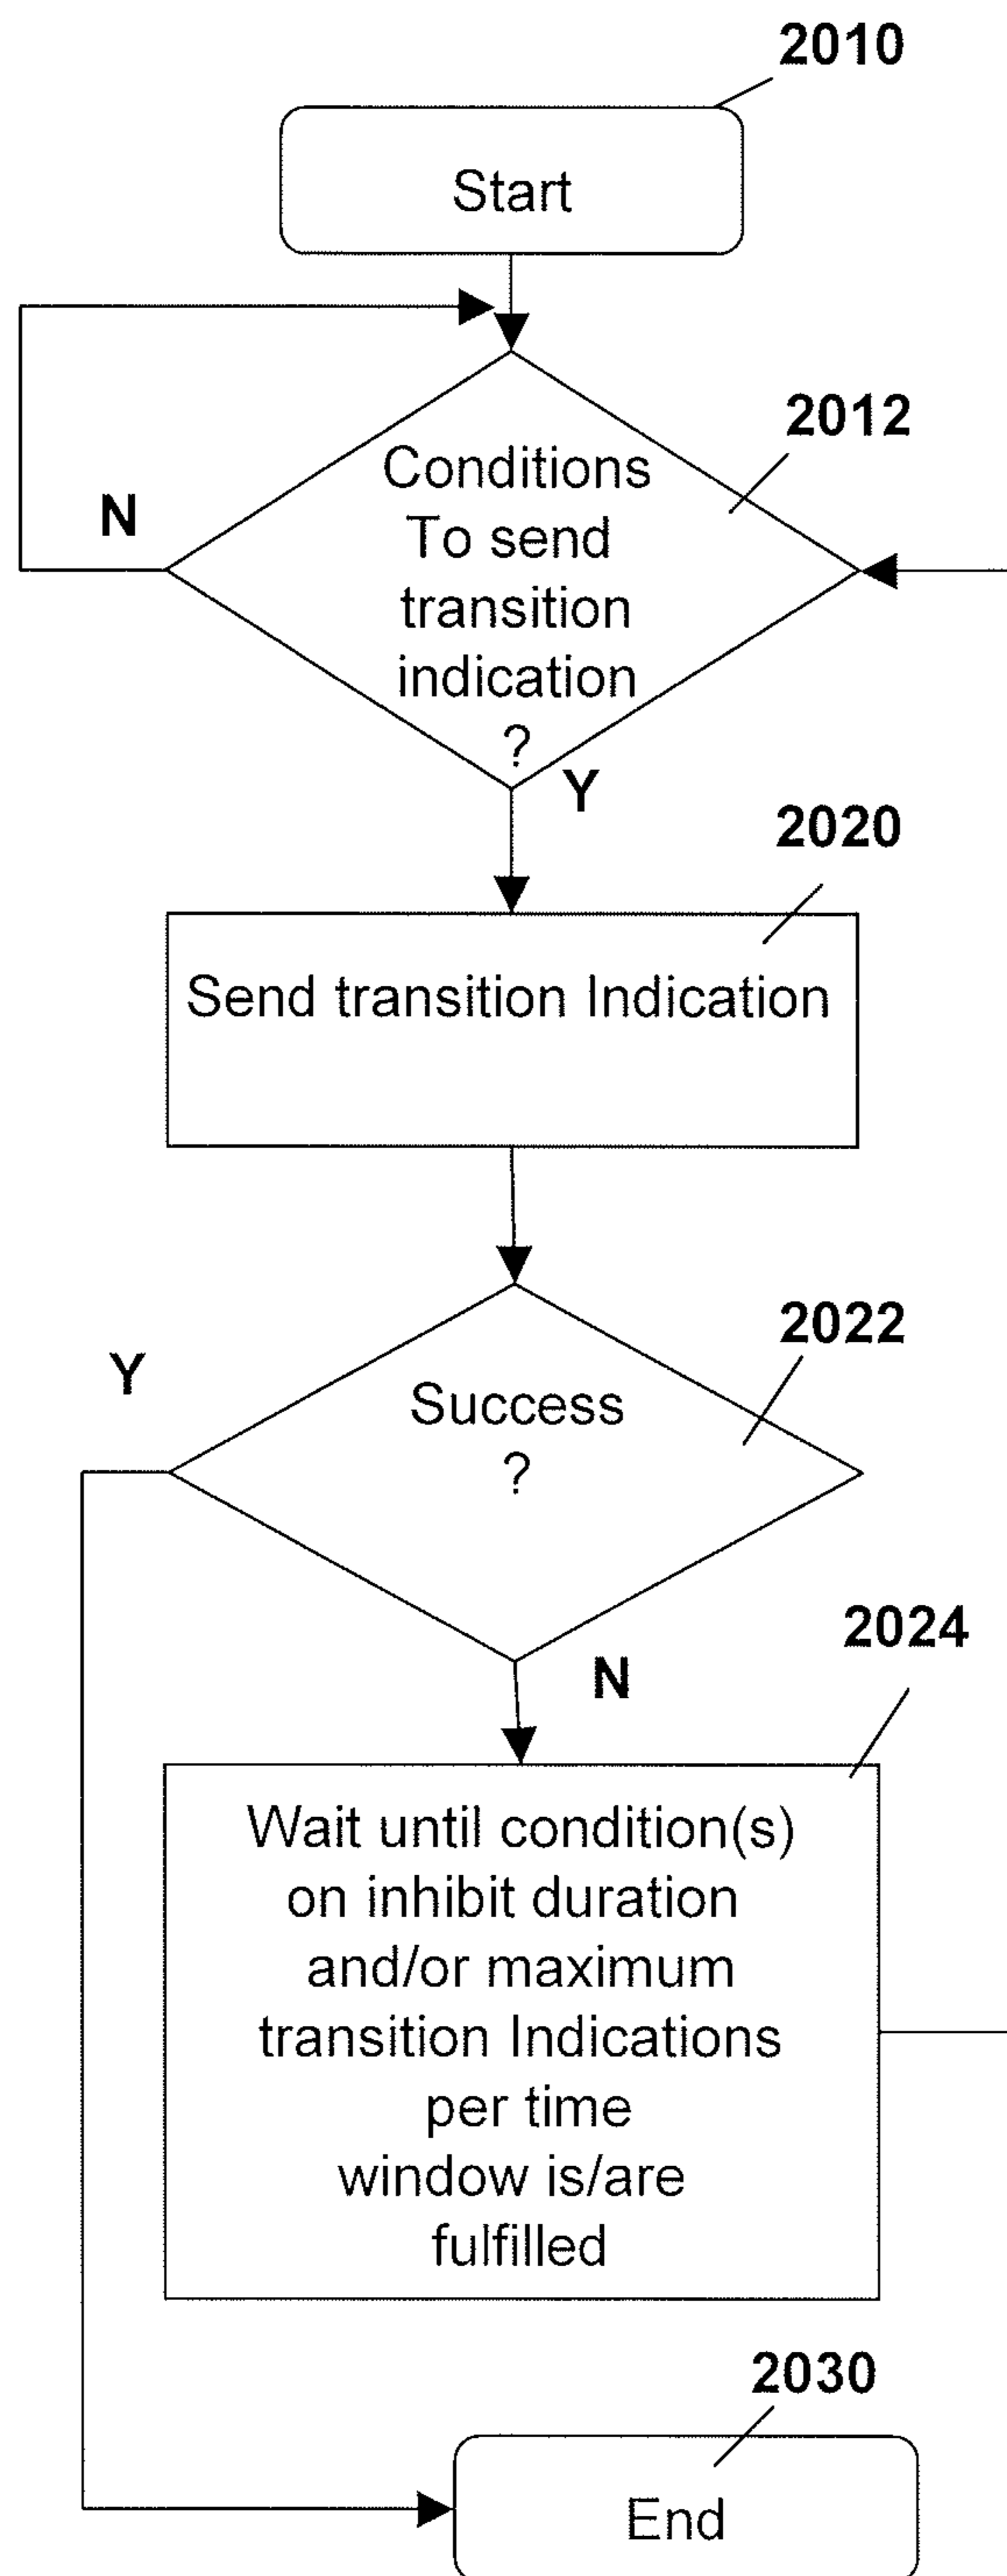 2010
Start
2012
Conditions
To send
transition
indication
?
N
Y
2020
Send transition Indication
2022
Y
Success
?
N
2024
Wait until condition(s)
on inhibit duration
and/or maximum
transition Indications
per time
window is/are
fulfilled
2030
End